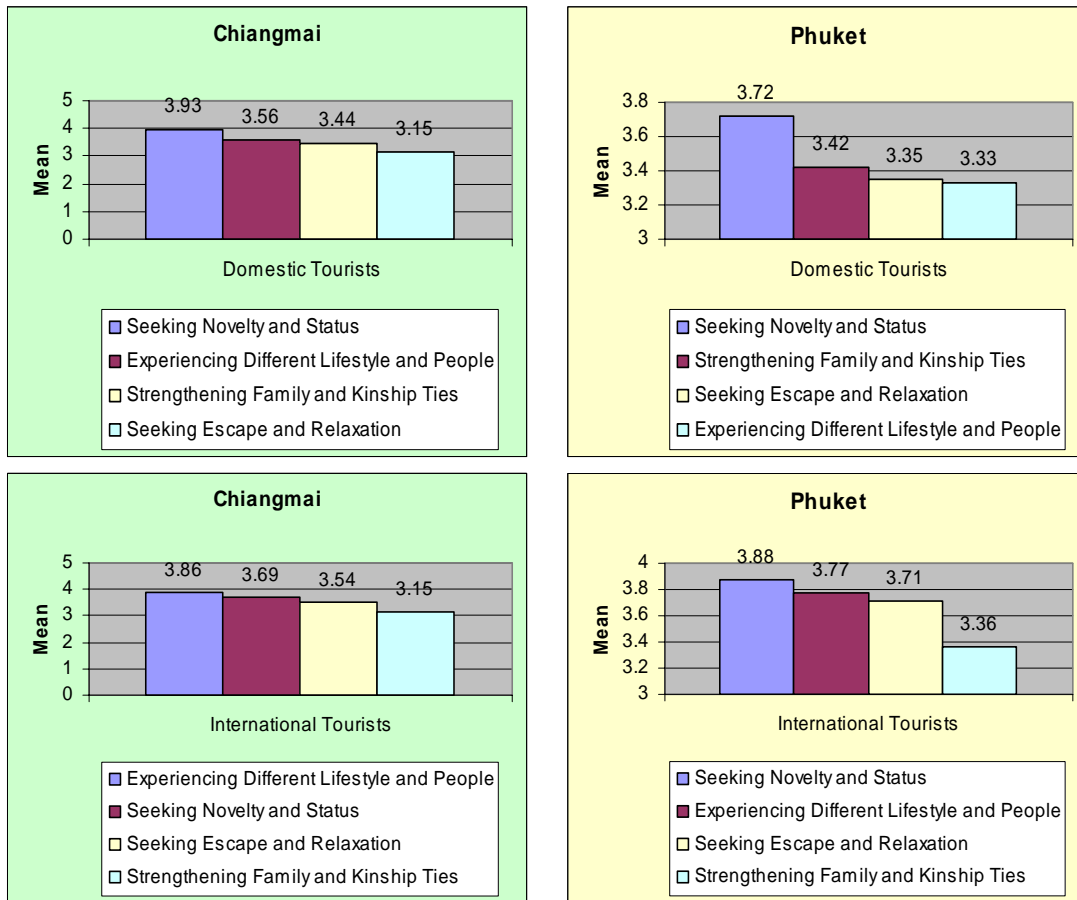 Chiangmai
5
4
3
2
1
0
Mean
3.93
3.56
3.44
3.15
Domestic Tourists
Seeking Novelty and Status
Experiencing Different Lifestyle and People
Strengthening Family and Kinship Ties
Seeking Escape and Relaxation
Phuket
3.8
3.6
3.4
3.2
3
Mean
3.72
3.42
3.35
3.33
Domestic Tourists
Seeking Novelty and Status
Strengthening Family and Kinship Ties
Seeking Escape and Relaxation
Experiencing Different Lifestyle and People
Chiangmai
5
4
3
2
1
0
Mean
3.86
3.69
3.54
3.15
International Tourists
Experiencing Different Lifestyle and People
Seeking Novelty and Status
Seeking Escape and Relaxation
Strengthening Family and Kinship Ties
Phuket
4
3.8
3.6
3.4
3.2
3
Mean
3.88
3.77
3.71
3.36
International Tourists
Seeking Novelty and Status
Experiencing Different Lifestyle and People
Seeking Escape and Relaxation
Strengthening Family and Kinship Ties